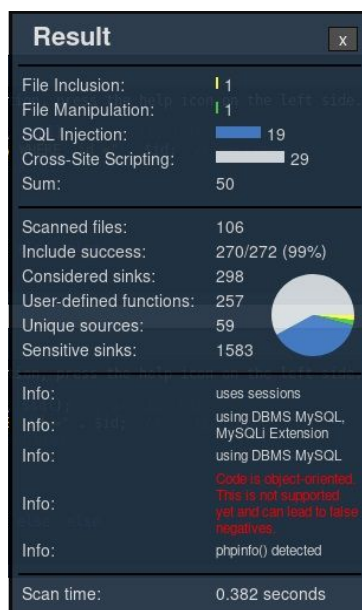 Result x
File Inclusion: 1
File Manipulation: 1
SQL Injection: 19
Cross-Site Scripting: 29
Sum: 50
Scanned files: 106
Include success: 270/272 (99%)
Considered sinks: 298
User-defined functions: 257
Unique sources: 59
Sensitive sinks: 1583
Info: uses sessions
Info: using DBMS MySQL,
MySQLi Extension
Info: using DBMS MySQL
Info: Code is object-oriented.
This is not supported
yet and can lead to false
negatives.
Info: phpinfo() detected
Scan time: 0.382 seconds